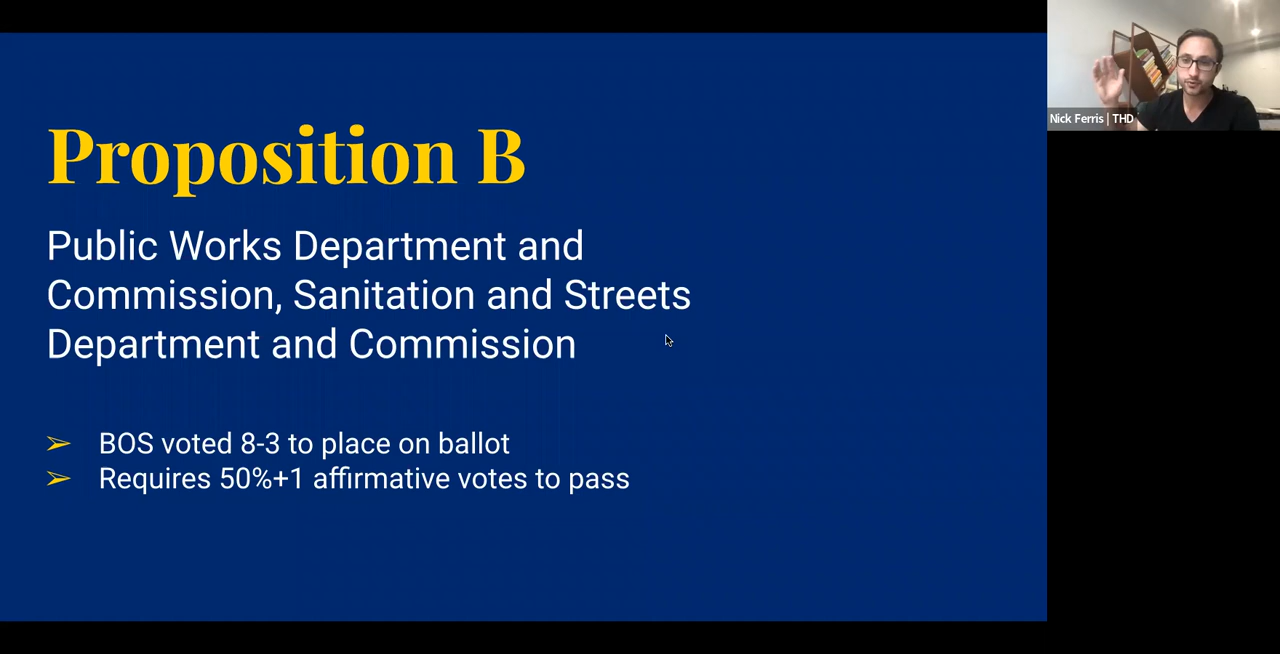 Proposition B
Public Works Department and
Commission, Sanitation and Streets
Department and Commission
➢ BOS voted 8-3 to place on ballot
➢ Requires 50%+1 affirmative votes to pass
Nick Ferris | THD